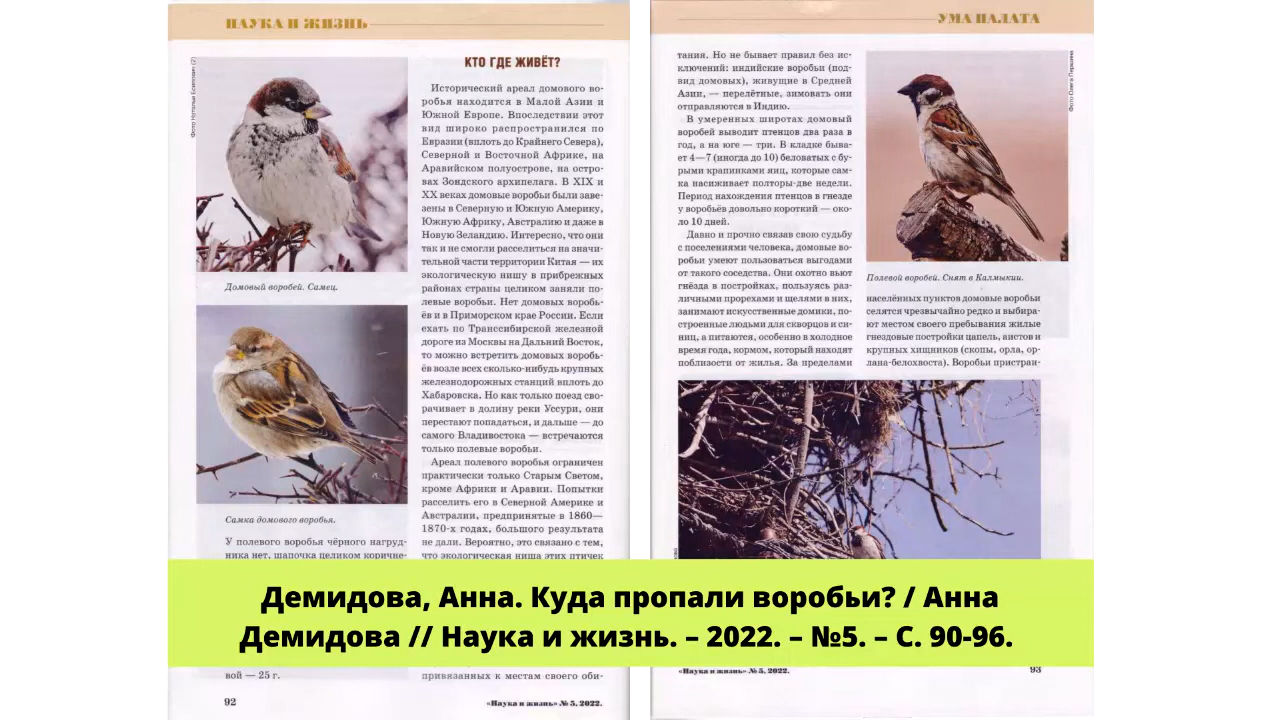 НАУКА И ЖИЗНЬ
Фото Натальи Бояпович (2)
Домовый воробей. Самец.
Самка домового воробья.
У полевого воробья чёрного нагруд-
ника нет, шапочка целиком коричне-
вой — 25 г.
КТО ГДЕ ЖИВЁТ?
Исторический ареал домового во-
робья находится в Малой Азии и
Южной Европе. Впоследствии этот
вид широко распространился по
Евразии (вплоть до Крайнего Севера),
Северной и Восточной Африке, на
Аравийском полуострове, на остро-
вах Зондского архипелага. В XIX и
XX веках домовые воробьи были заве-
зены в Северную и Южную Америку,
Южную Африку, Австралию и даже в
Новую Зеландию. Интересно, что они
так и не смогли расселиться на значи-
тельной части территории Китая — их
экологическую нишу в прибрежных
районах страны целиком заняли по-
левые воробьи. Нет домовых воробь-
ёв и в Приморском крае России. Если
ехать по Транссибирской железной
дороге из Москвы на Дальний Восток,
то можно встретить домовых воробь-
ёв возле всех сколько-нибудь крупных
железнодорожных станций вплоть до
Хабаровска. Но как только поезд сво-
рачивает в долину реки Уссури, они
перестают попадаться, и дальше — до
самого Владивостока — встречаются
только полевые воробьи.
Ареал полевого воробья ограничен
практически только Старым Светом,
кроме Африки и Аравии. Попытки
расселить его в Северной Америке и
Австралии, предпринятые в 1860—
1870-х годах, большого результата
не дали. Вероятно, это связано с тем,
что экологическая ниша этих птичек
привязанных к местам своего оби-
92
«Наука и жизнь» № 5, 2022.
УМА ПАЛАТА
тания. Но не бывает правил без ис-
ключений: индийские воробьи (под-
вид домовых), живущие в Средней
Азии, — перелётные, зимовать они
отправляются в Индию.
В умеренных широтах домовый
воробей выводит птенцов два раза в
год, а на юге — три. В кладке быва-
ет 4—7 (иногда до 10) беловатых с бу-
рыми крапинками яиц, которые сам-
ка насиживает полторы-две недели.
Период нахождения птенцов в гнезде
у воробьёв довольно короткий — око-
ло 10 дней.
Давно и прочно связав свою судьбу
с поселениями человека, домовые во-
робьи умеют пользоваться выгодами
от такого соседства. Они охотно вьют
гнёзда в постройках, пользуясь раз-
личными прорехами и щелями в них,
занимают искусственные домики, по-
строенные людьми для скворцов и си-
ниц, а питаются, особенно в холодное
время года, кормом, который находят
поблизости от жилья. За пределами
Фото Олега Першина
Полевой воробей. Снят в Калмыкии.
населённых пунктов домовые воробьи
селятся чрезвычайно редко и выбира-
ют местом своего пребывания жилые
гнездовые постройки цапель, аистов и
крупных хищников (скопы, орла, ор-
лана-белохвоста). Воробьи пристраи-
«Наука и жизнь» № 5, 2022.
93
Демидова, Анна. Куда пропали воробьи? / Анна
Демидова // Наука и жизнь. – 2022. – №5. – С. 90-96.